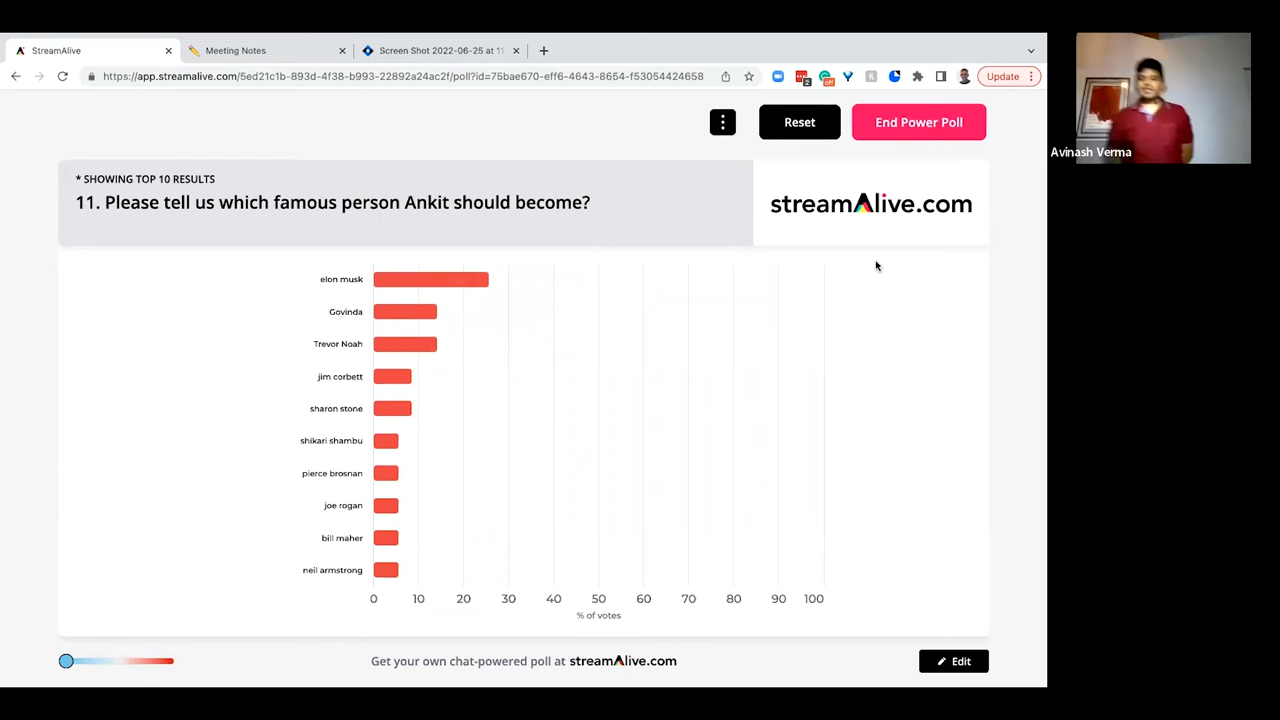 StreamAlive
Meeting Notes
Screen Shot 2022-06-25 at 11
https://app.streamalive.com/5ed21c1b-893d-4f38-b993-22892a24ac2f/poll?id=75bae670-eff6-4643-8654-f53054424658
2
off
Update
Reset
End Power Poll
Avinash Verma
* SHOWING TOP 10 RESULTS
11. Please tell us which famous person Ankit should become?
streamAlive.com
elon musk
Govinda
Trevor Noah
jim corbett
sharon stone
shikari shambu
pierce brosnan
joe rogan
bill maher
neil armstrong
0 10 20 30 40 50 60 70 80 90 100
% of votes
Get your own chat-powered poll at streamAlive.com
Edit